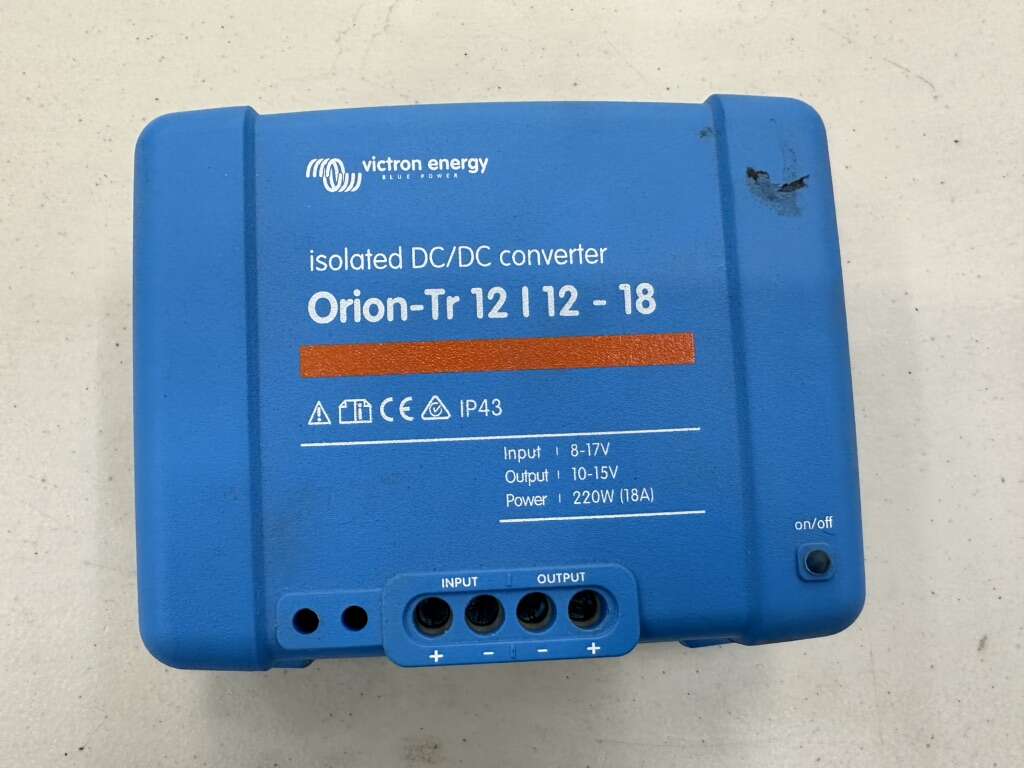 victron energy
BLUE POWER
isolated DC/DC converter
Orion-Tr 12 | 12 - 18
CE IP43
Input | 8-17V
Output | 10-15V
Power | 220W (18A)
on/off
INPUT | OUTPUT
+ - - +